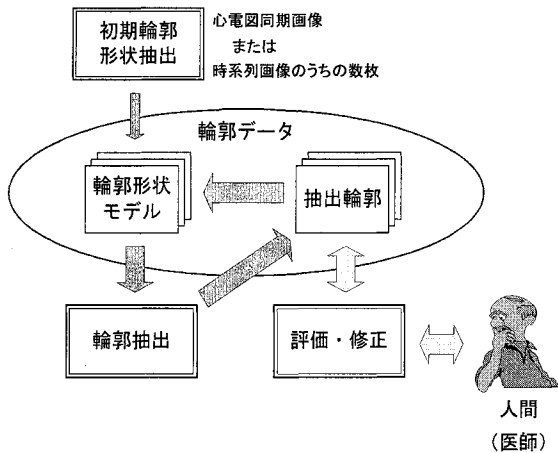 初期輪郭
形状抽出
心電図同期画像
または
時系列画像のうちの数枚
輪郭データ
輪郭形状
モデル
抽出輪郭
輪郭抽出
評価・修正
人間
（医師）